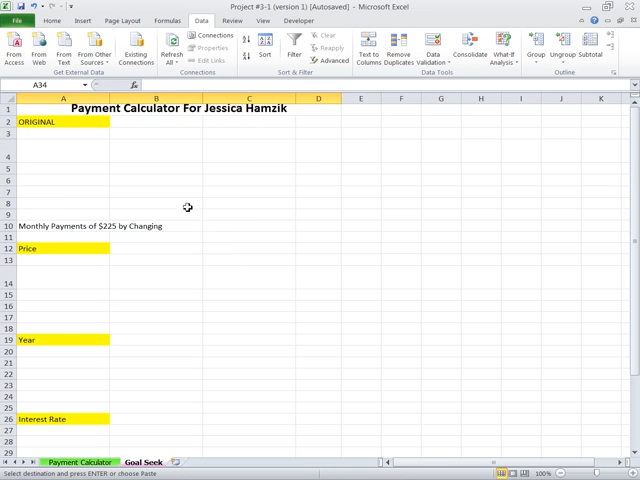 Project #3-1 (version 1) [Autosaved] - Microsoft Excel
File Home Insert Page Layout Formulas Data Review View Developer
From Access
From Web
From Text
From Other Sources
Existing Connections
Get External Data
Refresh All
Connections
Properties
Edit Links
Connections
Sort
Filter
Clear
Reapply
Advanced
Sort & Filter
Text to Columns
Remove Duplicates
Data Validation
Consolidate
What-If Analysis
Data Tools
Group
Ungroup
Subtotal
Outline
A34 fx
A B C D E F G H I J K
1 Payment Calculator For Jessica Hamzik
2 ORIGINAL
3
4
5
6
7
8
9
10 Monthly Payments of $225 by Changing
11
12 Price
13
14
15
16
17
18
19 Year
20
21
22
23
24
25
26 Interest Rate
27
28
29
Payment Calculator Goal Seek
Select destination and press ENTER or choose Paste 100%